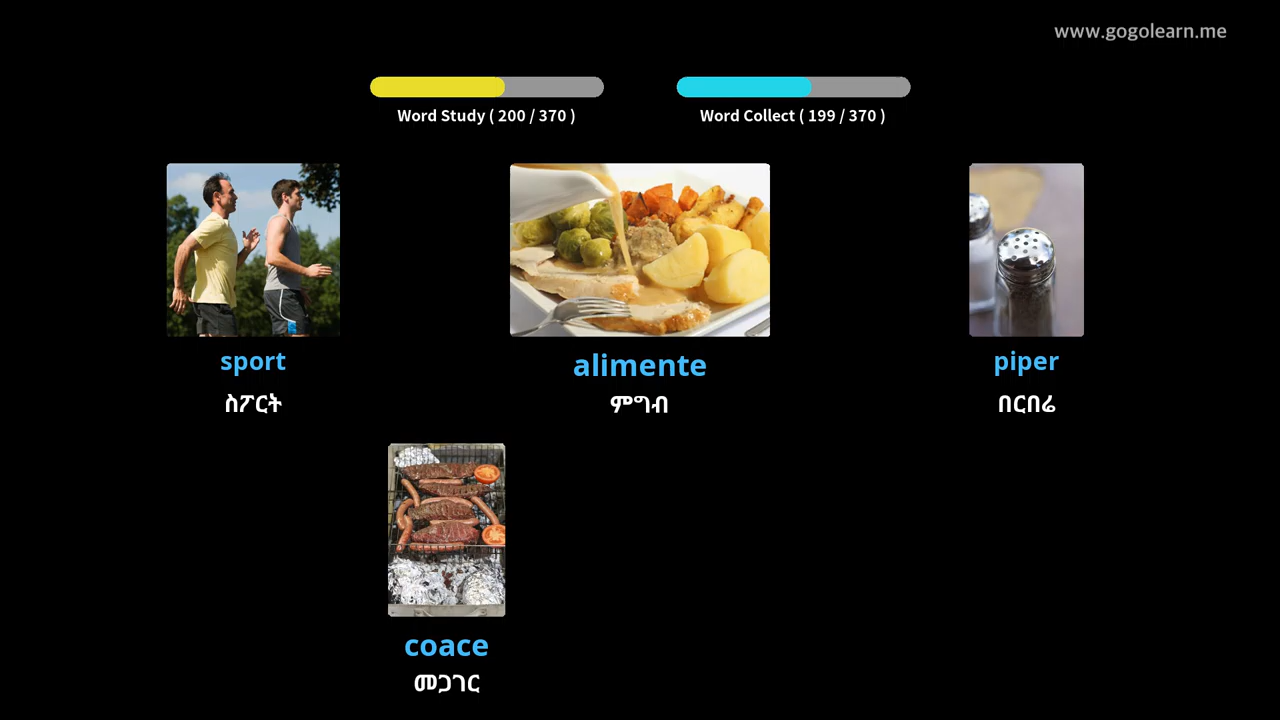 www.gogolearn.me
Word Study ( 200 / 370 )
Word Collect ( 199 / 370 )
sport
ስፖርት
alimente
ምግብ
piper
በርበሬ
coace
መጋገር